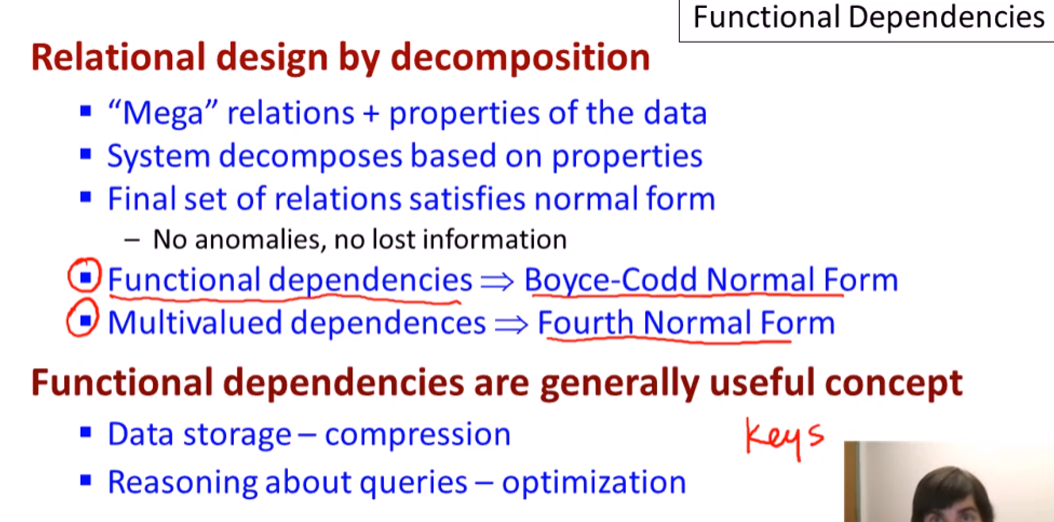 Functional Dependencies
Relational design by decomposition
▪ “Mega” relations + properties of the data
▪ System decomposes based on properties
▪ Final set of relations satisfies normal form
– No anomalies, no lost information
▪ Functional dependencies ⇒ Boyce-Codd Normal Form
▪ Multivalued dependences ⇒ Fourth Normal Form
Functional dependencies are generally useful concept
▪ Data storage – compression
keys
▪ Reasoning about queries – optimization